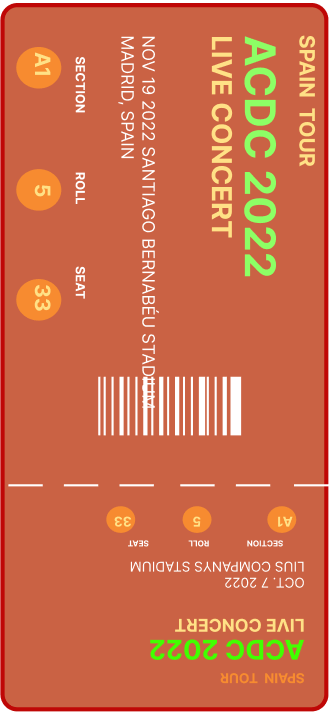 SPAIN TOUR
ACDC 2022
LIVE CONCERT
NOV 19 2022 SANTIAGO BERNABÉU STADIUM
MADRID, SPAIN
SECTION ROLL SEAT
A1 5 33
SPAIN TOUR
ACDC 2022
LIVE CONCERT
OCT. 7 2022
LIUS COMPANYS STADIUM
SECTION ROLL SEAT
A1 5 33